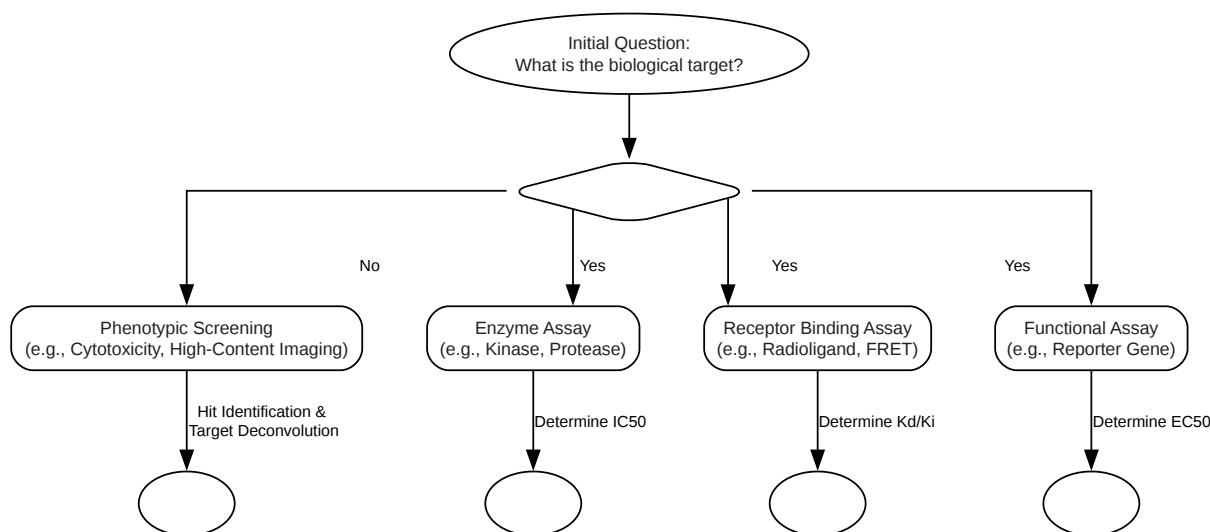 Initial Question:
What is the biological target?
No
Yes
Yes
Yes
Phenotypic Screening
(e.g., Cytotoxicity, High-Content Imaging)
Enzyme Assay
(e.g., Kinase, Protease)
Receptor Binding Assay
(e.g., Radioligand, FRET)
Functional Assay
(e.g., Reporter Gene)
Hit Identification &
Target Deconvolution
Determine IC50
Determine Kd/Ki
Determine EC50